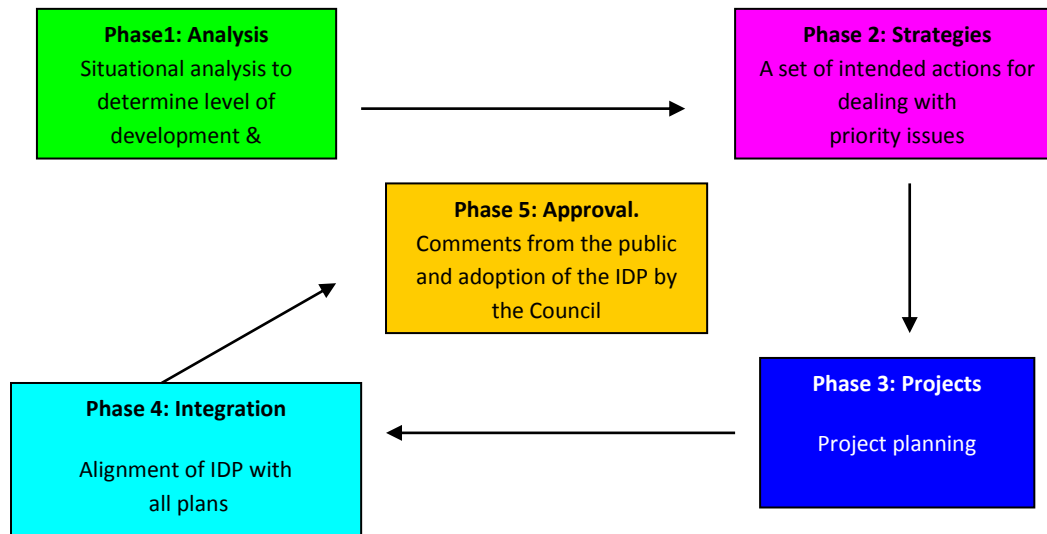 Phase1: Analysis
Situational analysis to
determine level of
development &
Phase 2: Strategies
A set of intended actions for
dealing with
priority issues
Phase 5: Approval.
Comments from the public
and adoption of the IDP by
the Council
Phase 3: Projects
Project planning
Phase 4: Integration
Alignment of IDP with
all plans